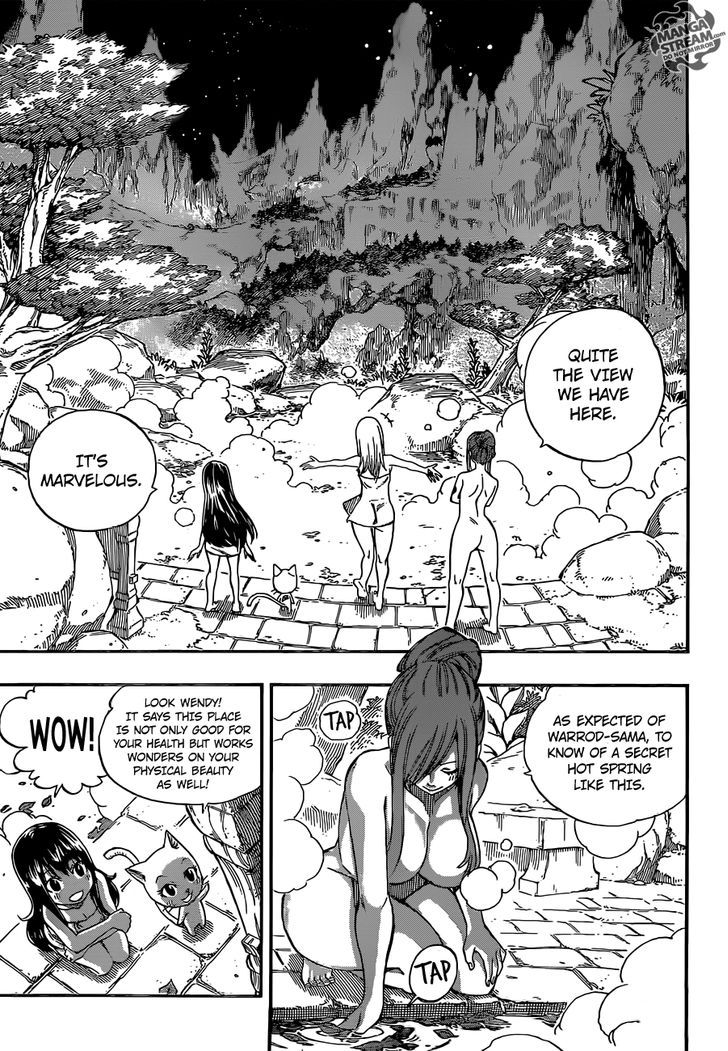 MANGA
STREAM.com
DO NOT MIRROR
QUITE
THE VIEW
WE HAVE
HERE.
IT'S
MARVELOUS.
AS EXPECTED OF
WARROD-SAMA, TO
KNOW OF A SECRET
HOT SPRING
LIKE THIS.
TAP
TAP
LOOK WENDY!
IT SAYS THIS PLACE
IS NOT ONLY GOOD FOR
YOUR HEALTH BUT WORKS
WONDERS ON YOUR
PHYSICAL BEAUTY
AS WELL!
WOW!